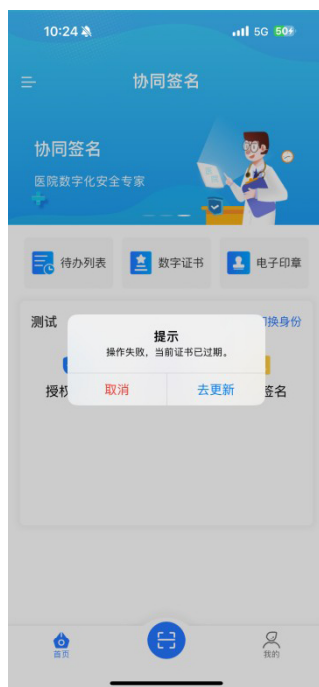 10:24
5G 50
协同签名
协同签名
医院数字化安全专家
待办列表
数字证书
电子印章
测试
换身份
提示
操作失败，当前证书已过期。
授权
取消
去更新
签名
首页
我的